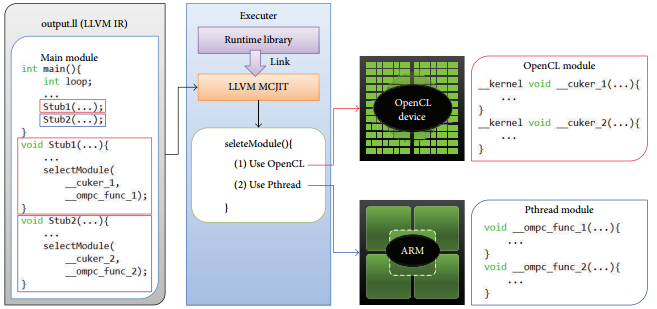 output.ll (LLVM IR)
Main module
int main(){
int loop;
...
Stub1(...);
Stub2(...);
}
void Stub1(...){
...
selectModule(
__cuker_1,
__ompc_func_1);
}
void Stub2(...){
...
selectModule(
__cuker_2,
__ompc_func_2);
}
Executer
Runtime library
Link
LLVM MCJIT
seleteModule(){
(1) Use OpenCL
(2) Use Pthread
}
OpenCL
device
OpenCL module
__kernel void __cuker_1(...){
...
}
__kernel void __cuker_2(...){
...
}
ARM
Pthread module
void __ompc_func_1(...){
...
}
void __ompc_func_2(...){
...
}